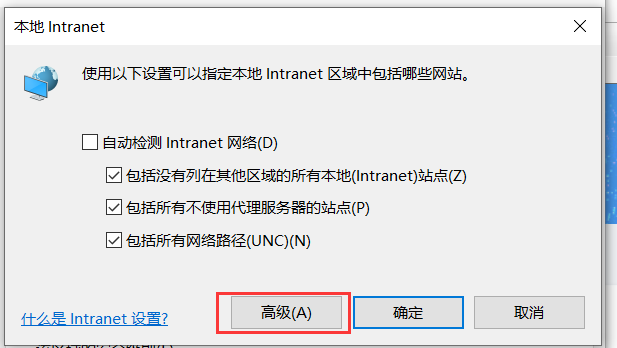 本地 Intranet
使用以下设置可以指定本地 Intranet 区域中包括哪些网站。
自动检测 Intranet 网络(D)
包括没有列在其他区域的所有本地(Intranet)站点(Z)
包括所有不使用代理服务器的站点(P)
包括所有网络路径(UNC)(N)
什么是 Intranet 设置?
高级(A)
确定
取消